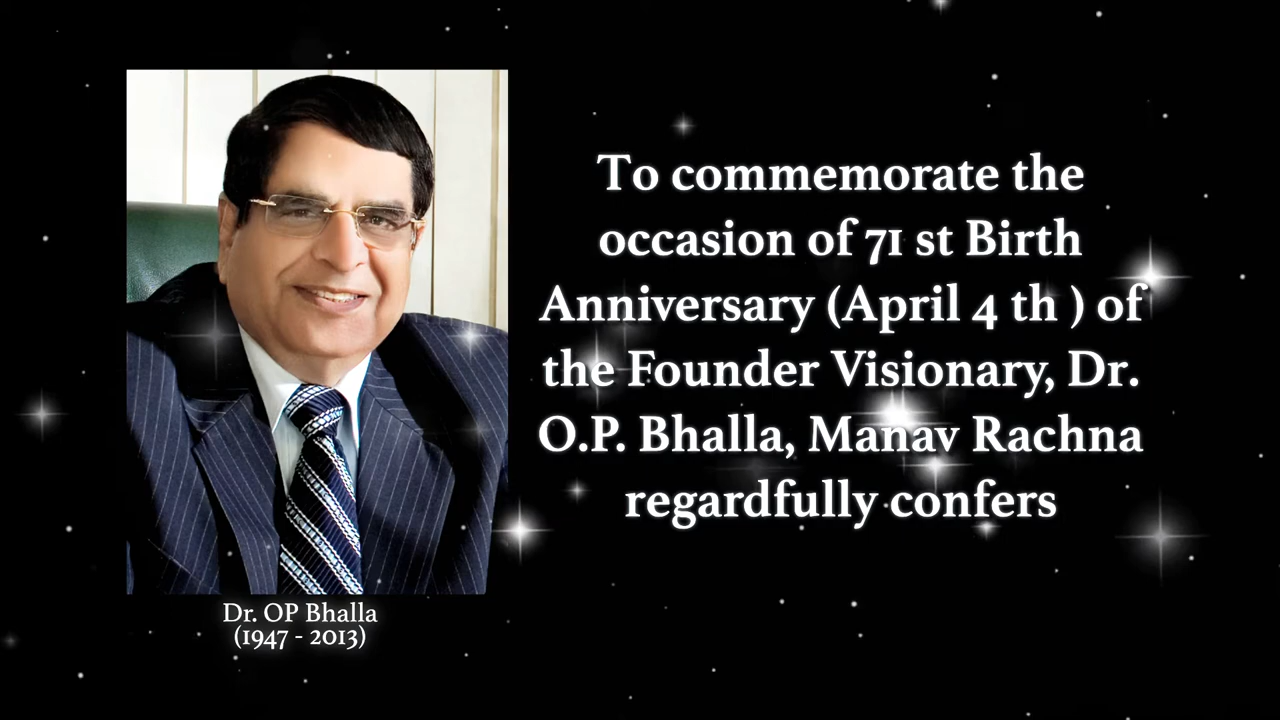 To commemorate the
occasion of 71 st Birth
Anniversary (April 4 th ) of
the Founder Visionary, Dr.
O.P. Bhalla, Manav Rachna
regardfully confers
Dr. OP Bhalla
(1947 - 2013)